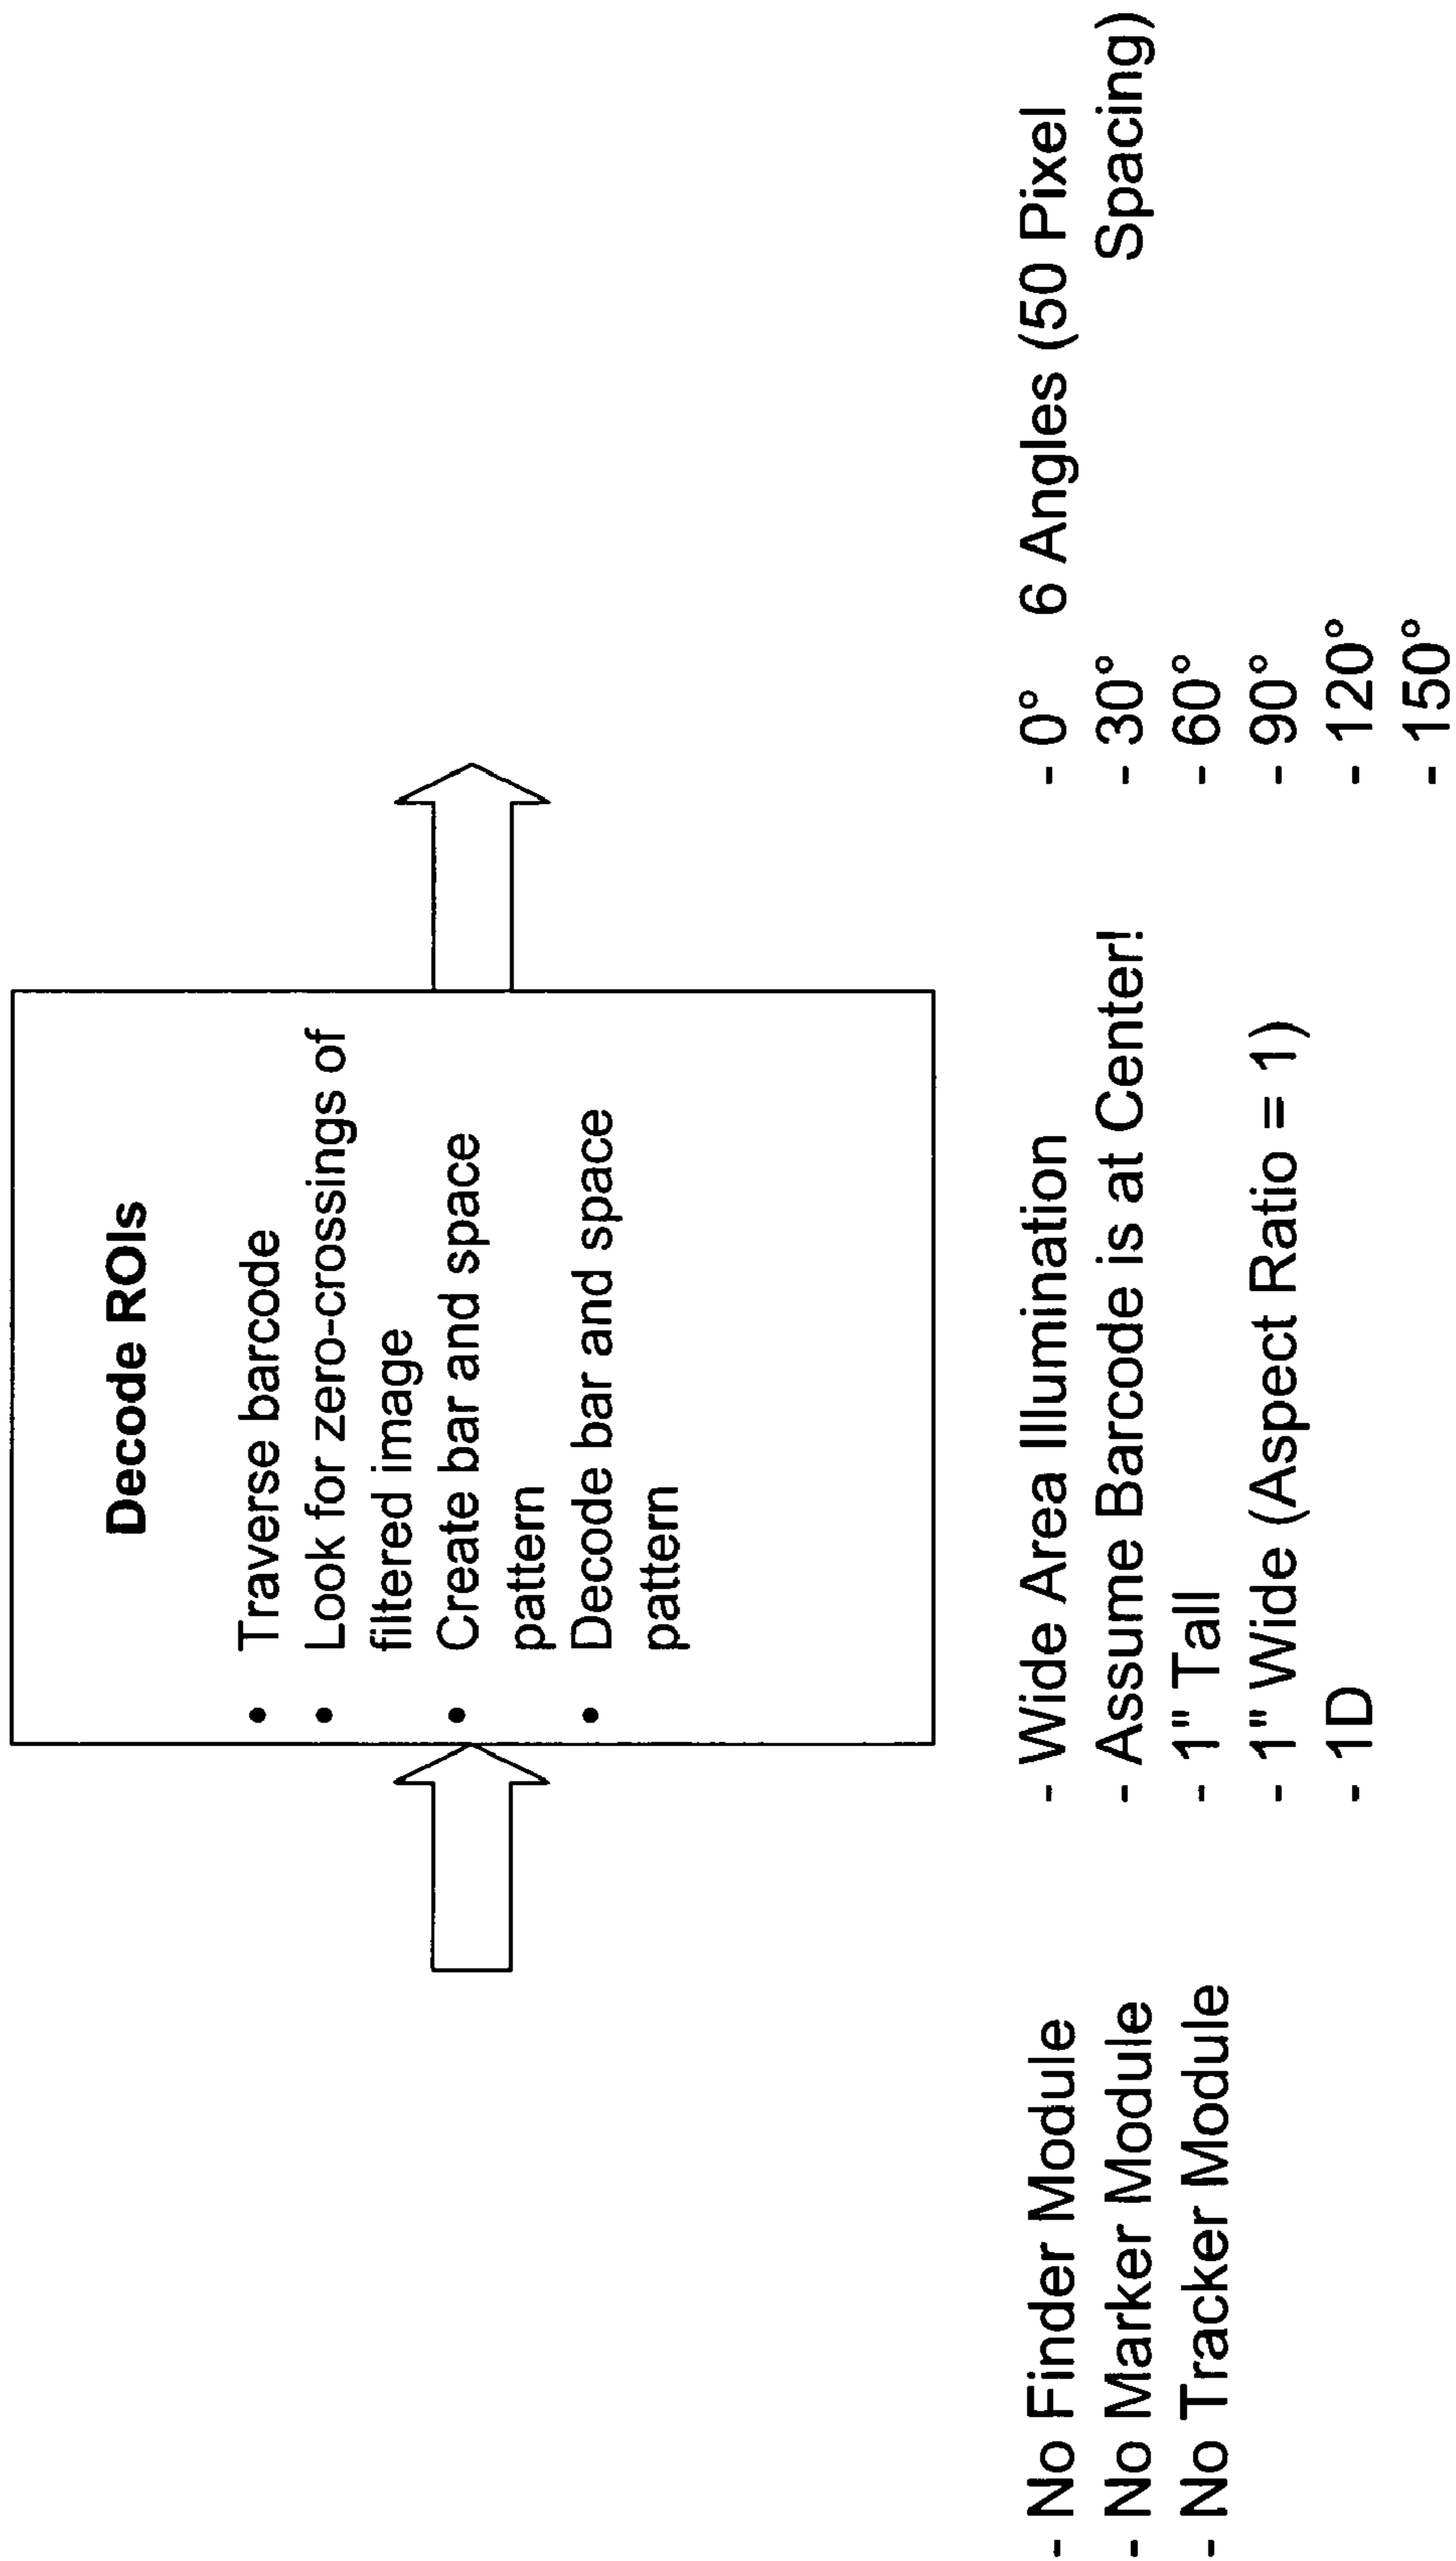 Decode ROIs
• Traverse barcode
• Look for zero-crossings of
filtered image
• Create bar and space
pattern
• Decode bar and space
pattern
- No Finder Module
- No Marker Module
- No Tracker Module
- Wide Area Illumination
- Assume Barcode is at Center!
- 1" Tall
- 1" Wide (Aspect Ratio = 1)
- 1D
- 0° 6 Angles (50 Pixel
Spacing)
- 30°
- 60°
- 90°
- 120°
- 150°